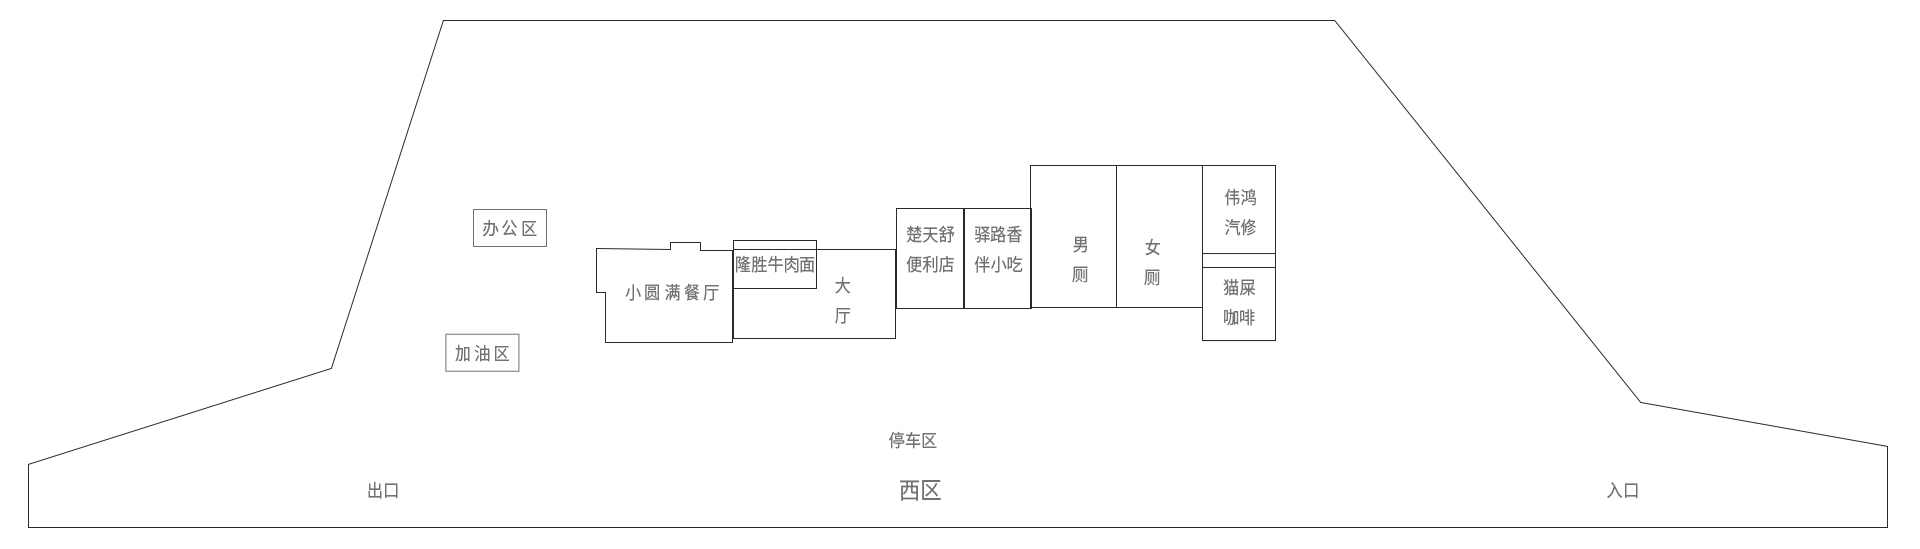 办公区
加油区
小圆满餐厅
隆胜牛肉面
大
厅
楚天舒
便利店
驿路香
伴小吃
男
厕
女
厕
伟鸿
汽修
猫屎
咖啡
停车区
出口
西区
入口